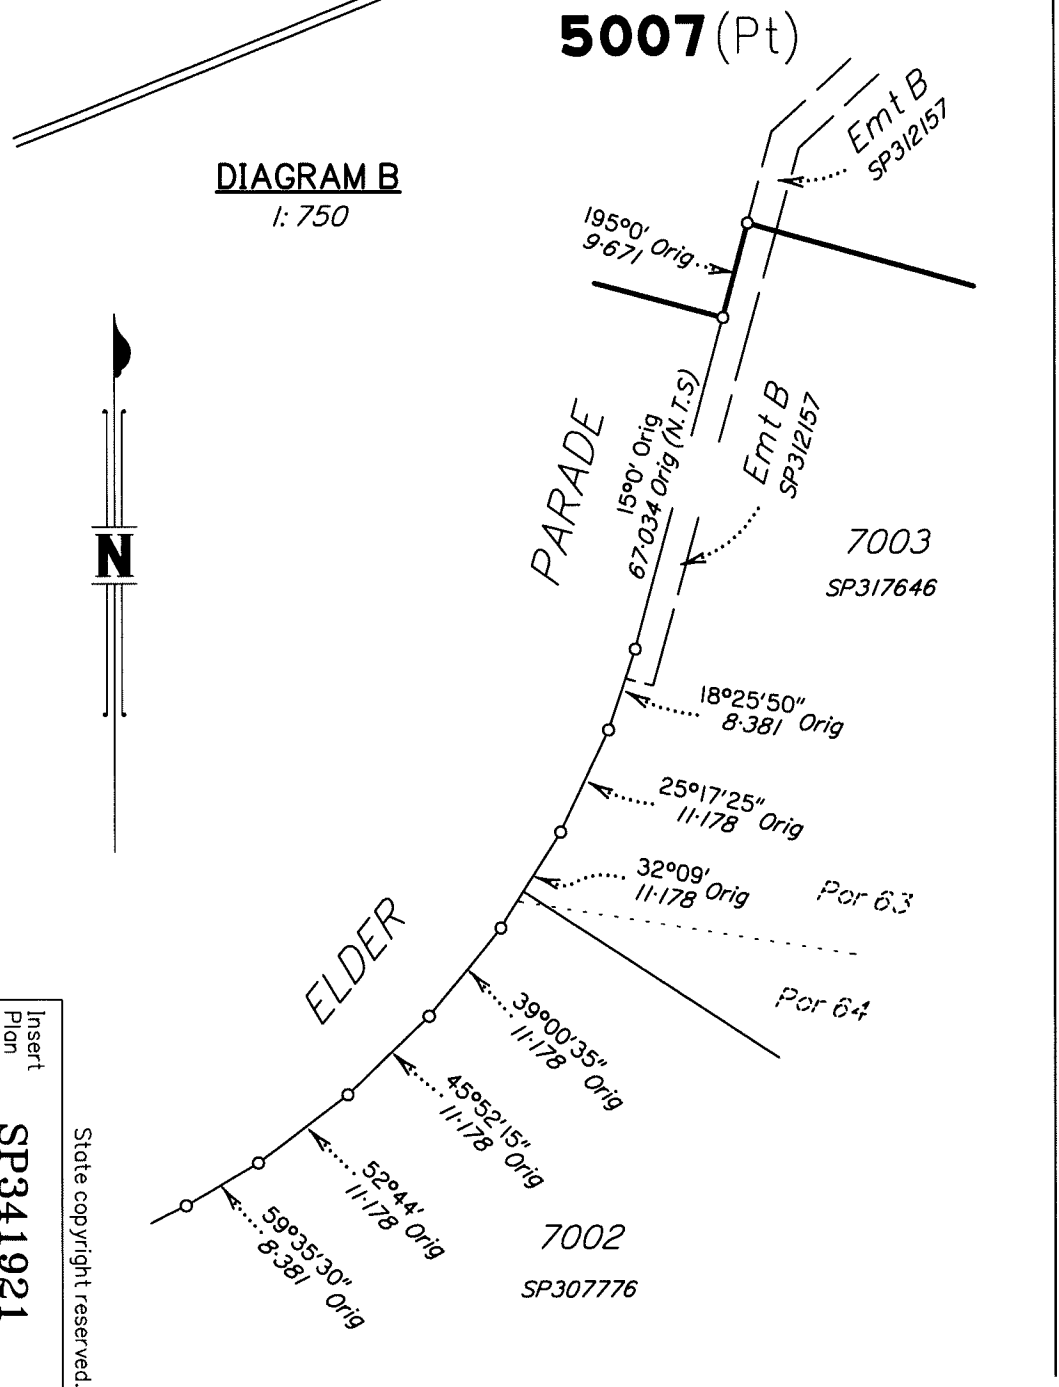 5007(Pt)
DIAGRAM B
1:750
Emt B
SP312157
195°0' Orig
9·671
15°0' Orig
67·034 Orig (N.T.S)
PARADE
Emt B
SP312157
7003
SP317646
N
18°25'50"
8·381 Orig
25°17'25"
11·178 Orig
32°09' Orig
11·178
Por 63
Por 64
ELDER
39°00'35"
11·178 Orig
45°52'15"
11·178 Orig
52°44'
11·178 Orig
59°35'30"
8·381 Orig
7002
SP307776
Insert
Plan
SP341921
State copyright reserved.